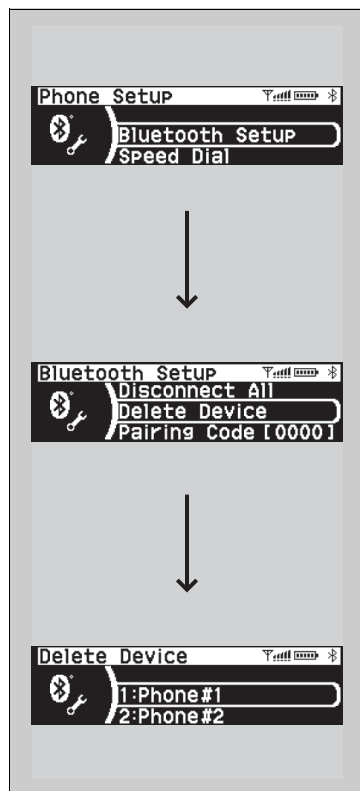 Phone Setup
Bluetooth Setup
Speed Dial
Bluetooth Setup
Disconnect All
Delete Device
Pairing Code [0000]
Delete Device
1:Phone#1
2:Phone#2